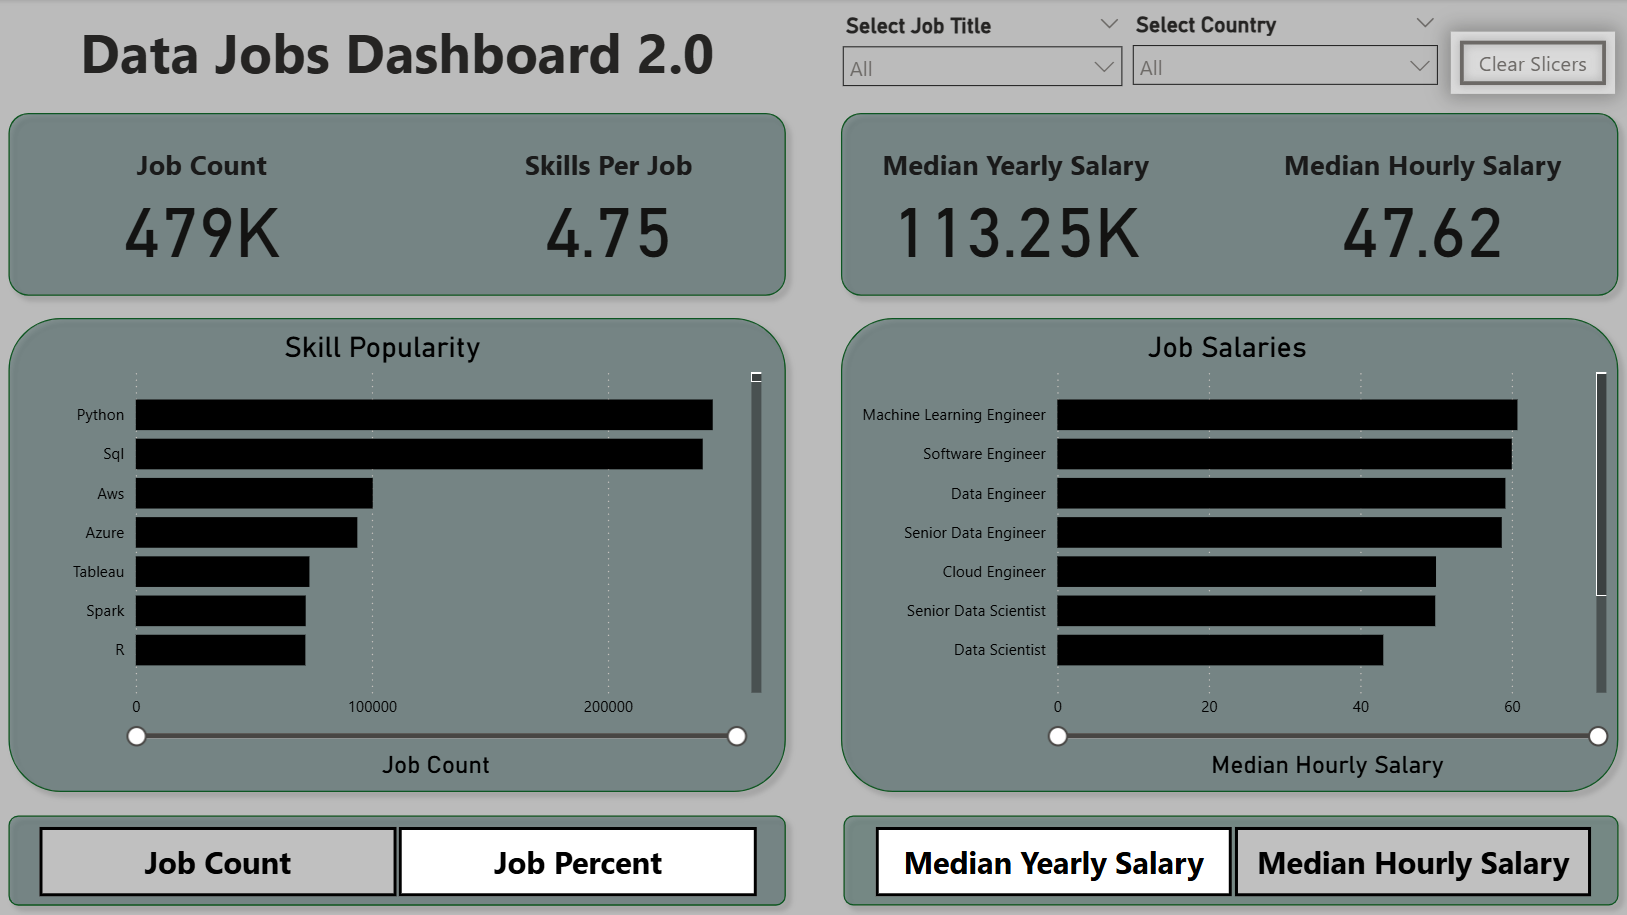 Data Jobs Dashboard 2.0
Select Job Title
All
Select Country
All
Clear Slicers
Job Count
479K
Skills Per Job
4.75
Median Yearly Salary
113.25K
Median Hourly Salary
47.62
Skill Popularity
Python
Sql
Aws
Azure
Tableau
Spark
R
0 100000 200000
Job Count
Job Salaries
Machine Learning Engineer
Software Engineer
Data Engineer
Senior Data Engineer
Cloud Engineer
Senior Data Scientist
Data Scientist
0 20 40 60
Median Hourly Salary
Job Count
Job Percent
Median Yearly Salary
Median Hourly Salary